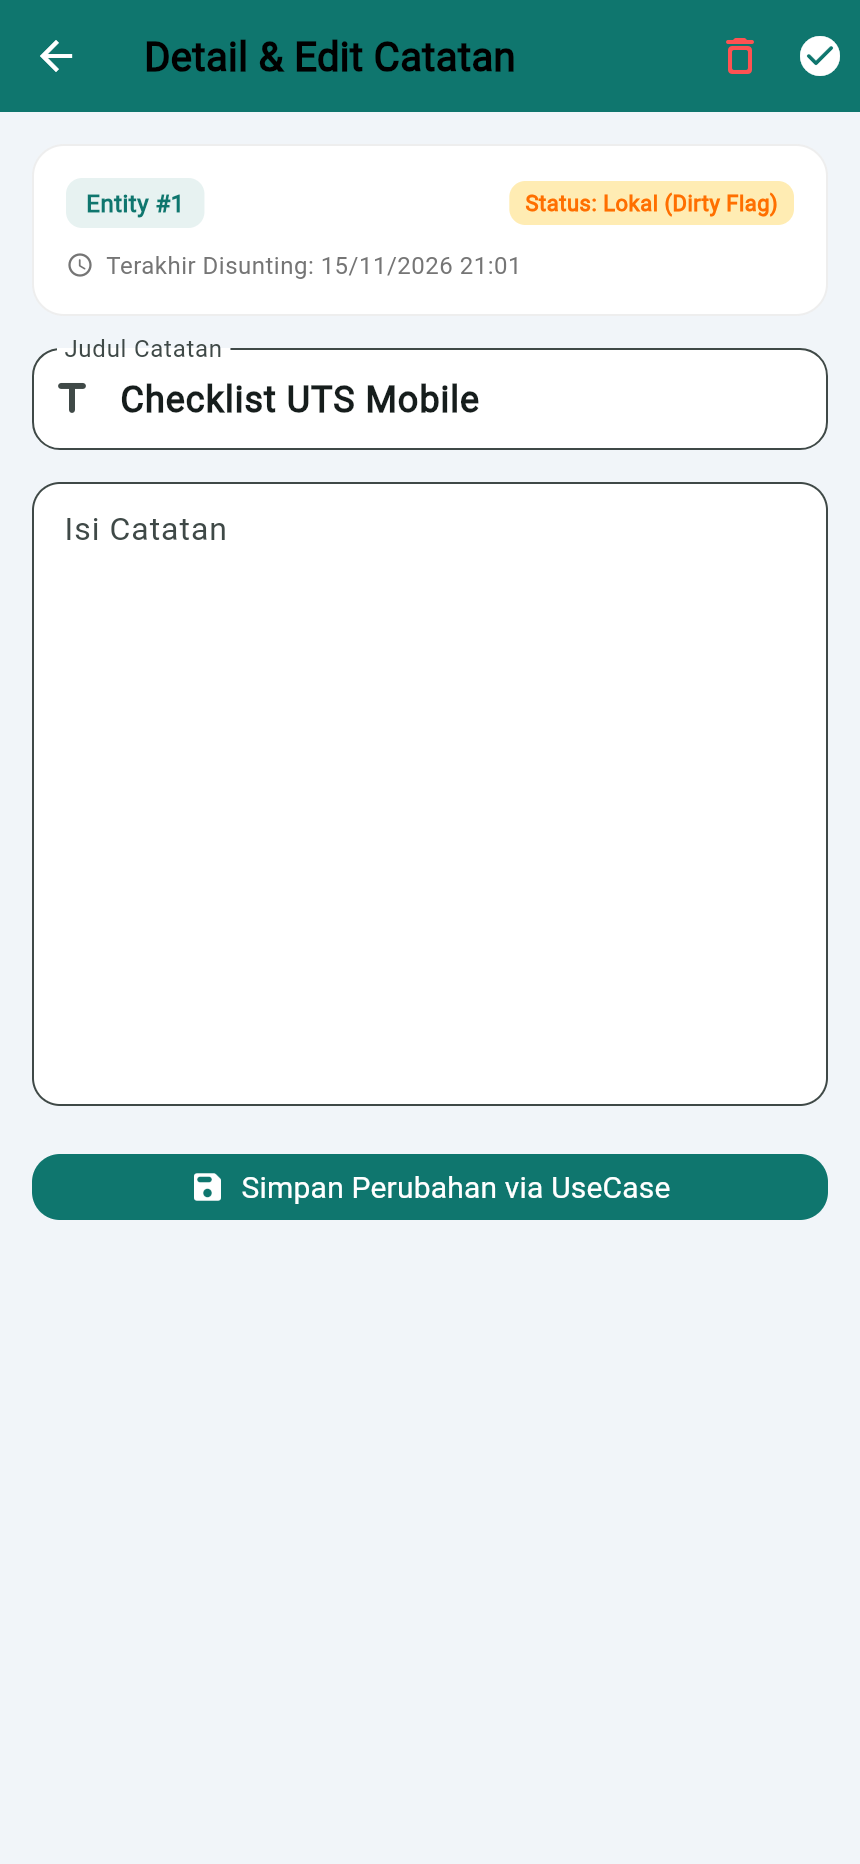 Detail & Edit Catatan
Entity #1
Status: Lokal (Dirty Flag)
Terakhir Disunting: 15/11/2026 21:01
Judul Catatan
Checklist UTS Mobile
Isi Catatan
Simpan Perubahan via UseCase